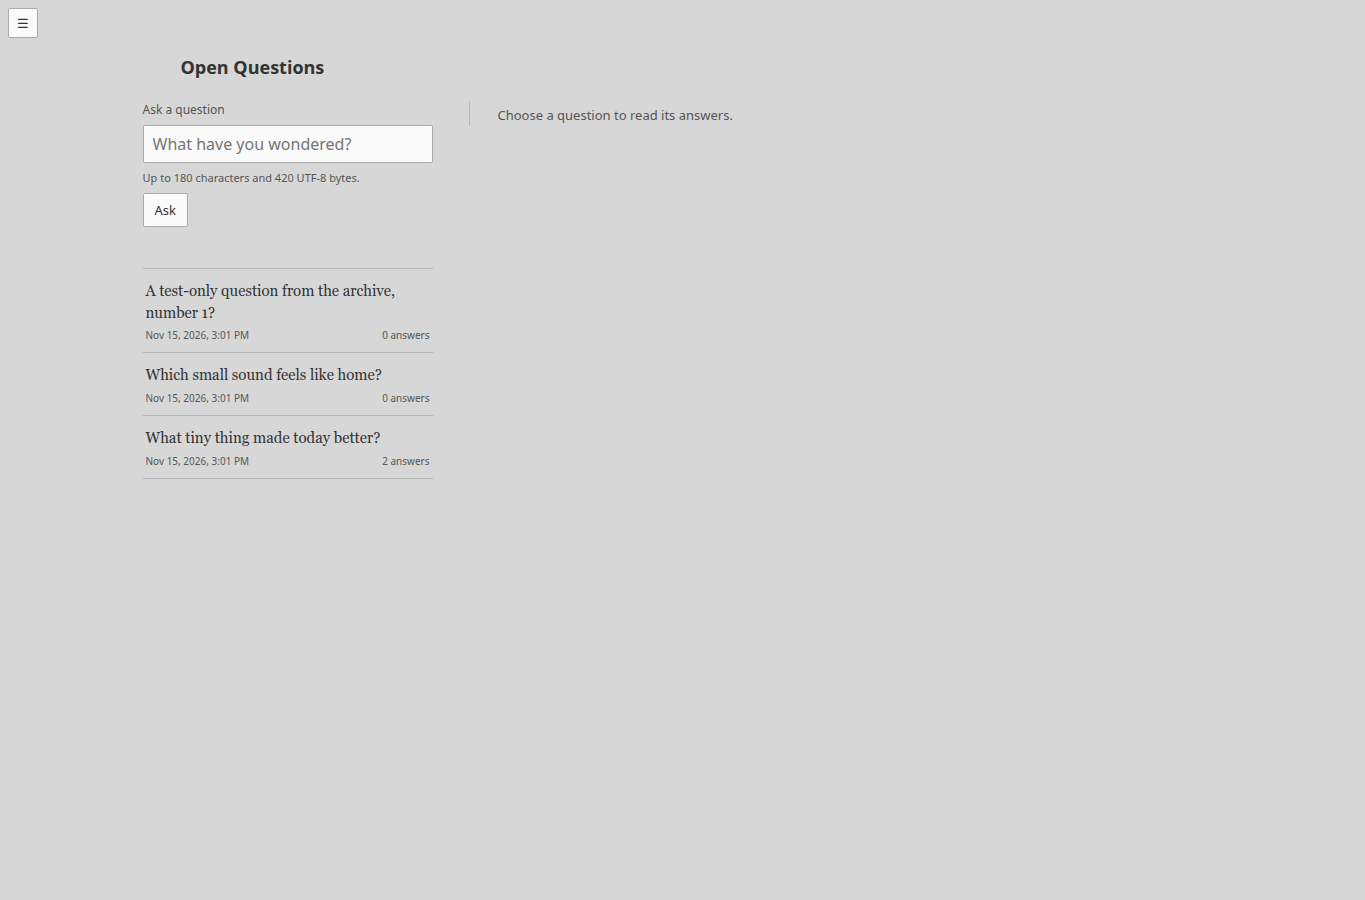 ☰
Open Questions
Ask a question
What have you wondered?
Up to 180 characters and 420 UTF-8 bytes.
Ask
A test-only question from the archive,
number 1?
Nov 15, 2026, 3:01 PM 0 answers
Which small sound feels like home?
Nov 15, 2026, 3:01 PM 0 answers
What tiny thing made today better?
Nov 15, 2026, 3:01 PM 2 answers
Choose a question to read its answers.